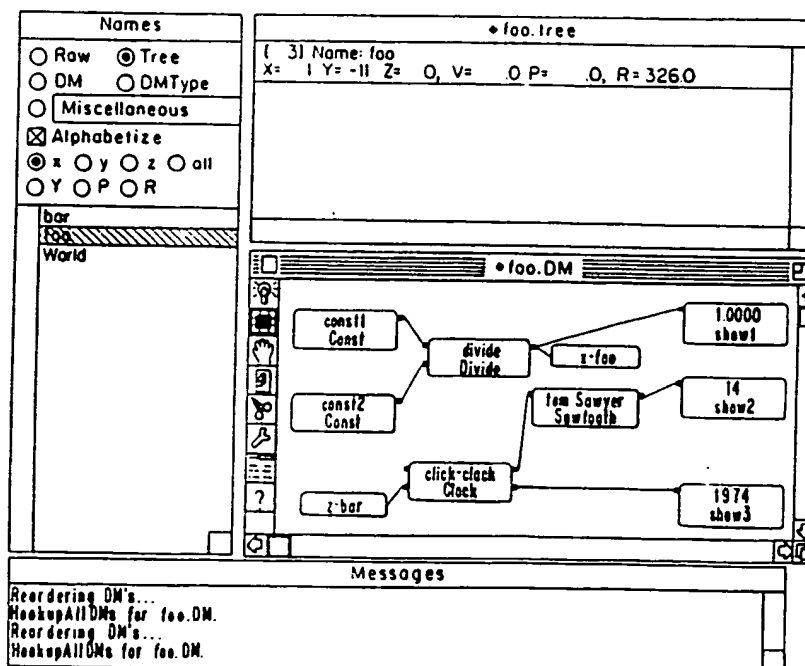 Names
Raw Tree
DM DMType
Miscellaneous
Alphabetize
x y z all
Y P R
bar
foo
World
foo.tree
[ 3] Name: foo
X= 1 Y= -11 Z= 0, V= .0 P= .0, R= 326.0
foo.DM
const1
Const
const2
Const
divide
Divide
x-foo
1.0000
show1
tom Sawyer
Sawtooth
14
show2
click-clack
Clock
z-bar
1974
show3
?
Messages
Reordering DM's...
HookupAllDMs for foo.DM.
Reordering DM's...
HookupAllDMs for foo.DM.